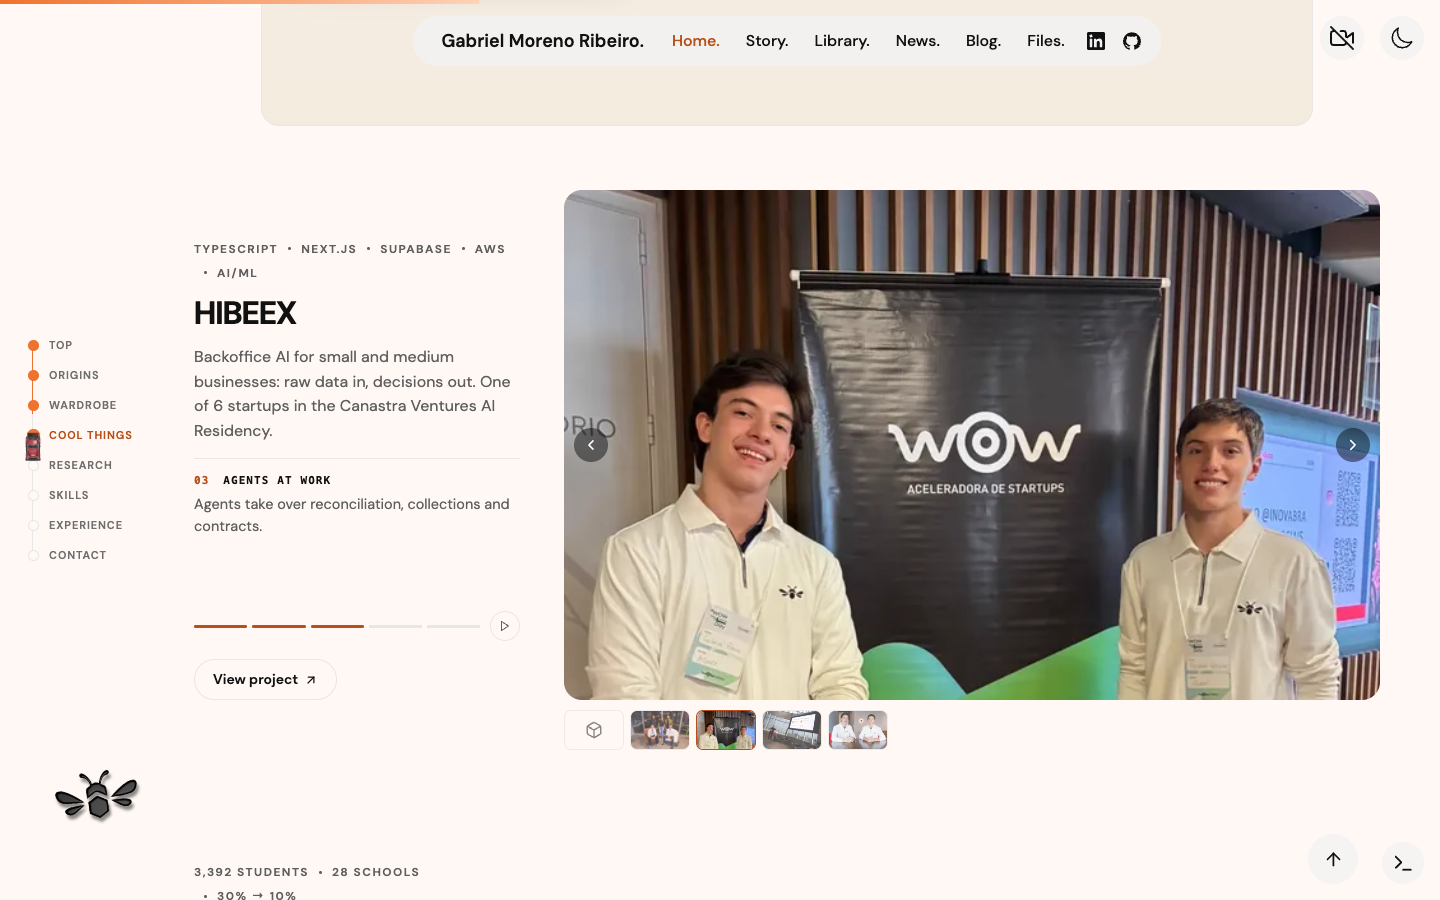 Gabriel Moreno Ribeiro. Home. Story. Library. News. Blog. Files.
TYPESCRIPT • NEXT.JS • SUPABASE • AWS
• AI/ML
HIBEEX
Backoffice AI for small and medium
businesses: raw data in, decisions out. One
of 6 startups in the Canastra Ventures AI
Residency.
03 AGENTS AT WORK
Agents take over reconciliation, collections and
contracts.
View project
TOP
ORIGINS
WARDROBE
COOL THINGS
RESEARCH
SKILLS
EXPERIENCE
CONTACT
WOW
ACELERADORA DE STARTUPS
@INOVABRA
3,392 STUDENTS • 28 SCHOOLS
• 30% → 10%